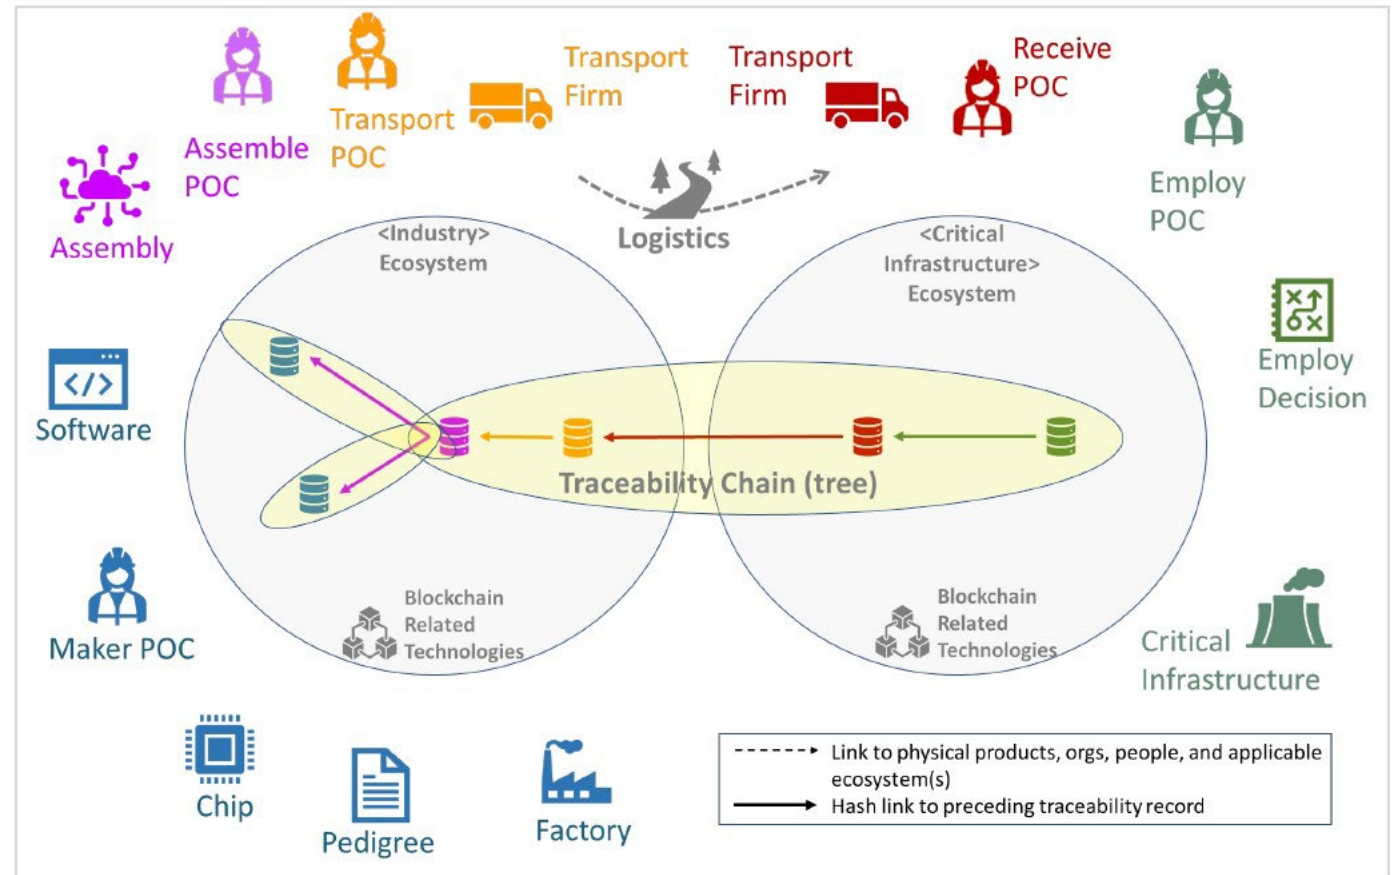 Transport
Firm
Transport
Firm
Receive
POC
Transport
POC
Assemble
POC
Employ
POC
Assembly
Logistics
<Industry>
Ecosystem
<Critical
Infrastructure>
Ecosystem
Software
Employ
Decision
Traceability Chain (tree)
Maker POC
Blockchain
Related
Technologies
Blockchain
Related
Technologies
Critical
Infrastructure
Chip
Pedigree
Factory
Link to physical products, orgs, people, and applicable
ecosystem(s)
Hash link to preceding traceability record